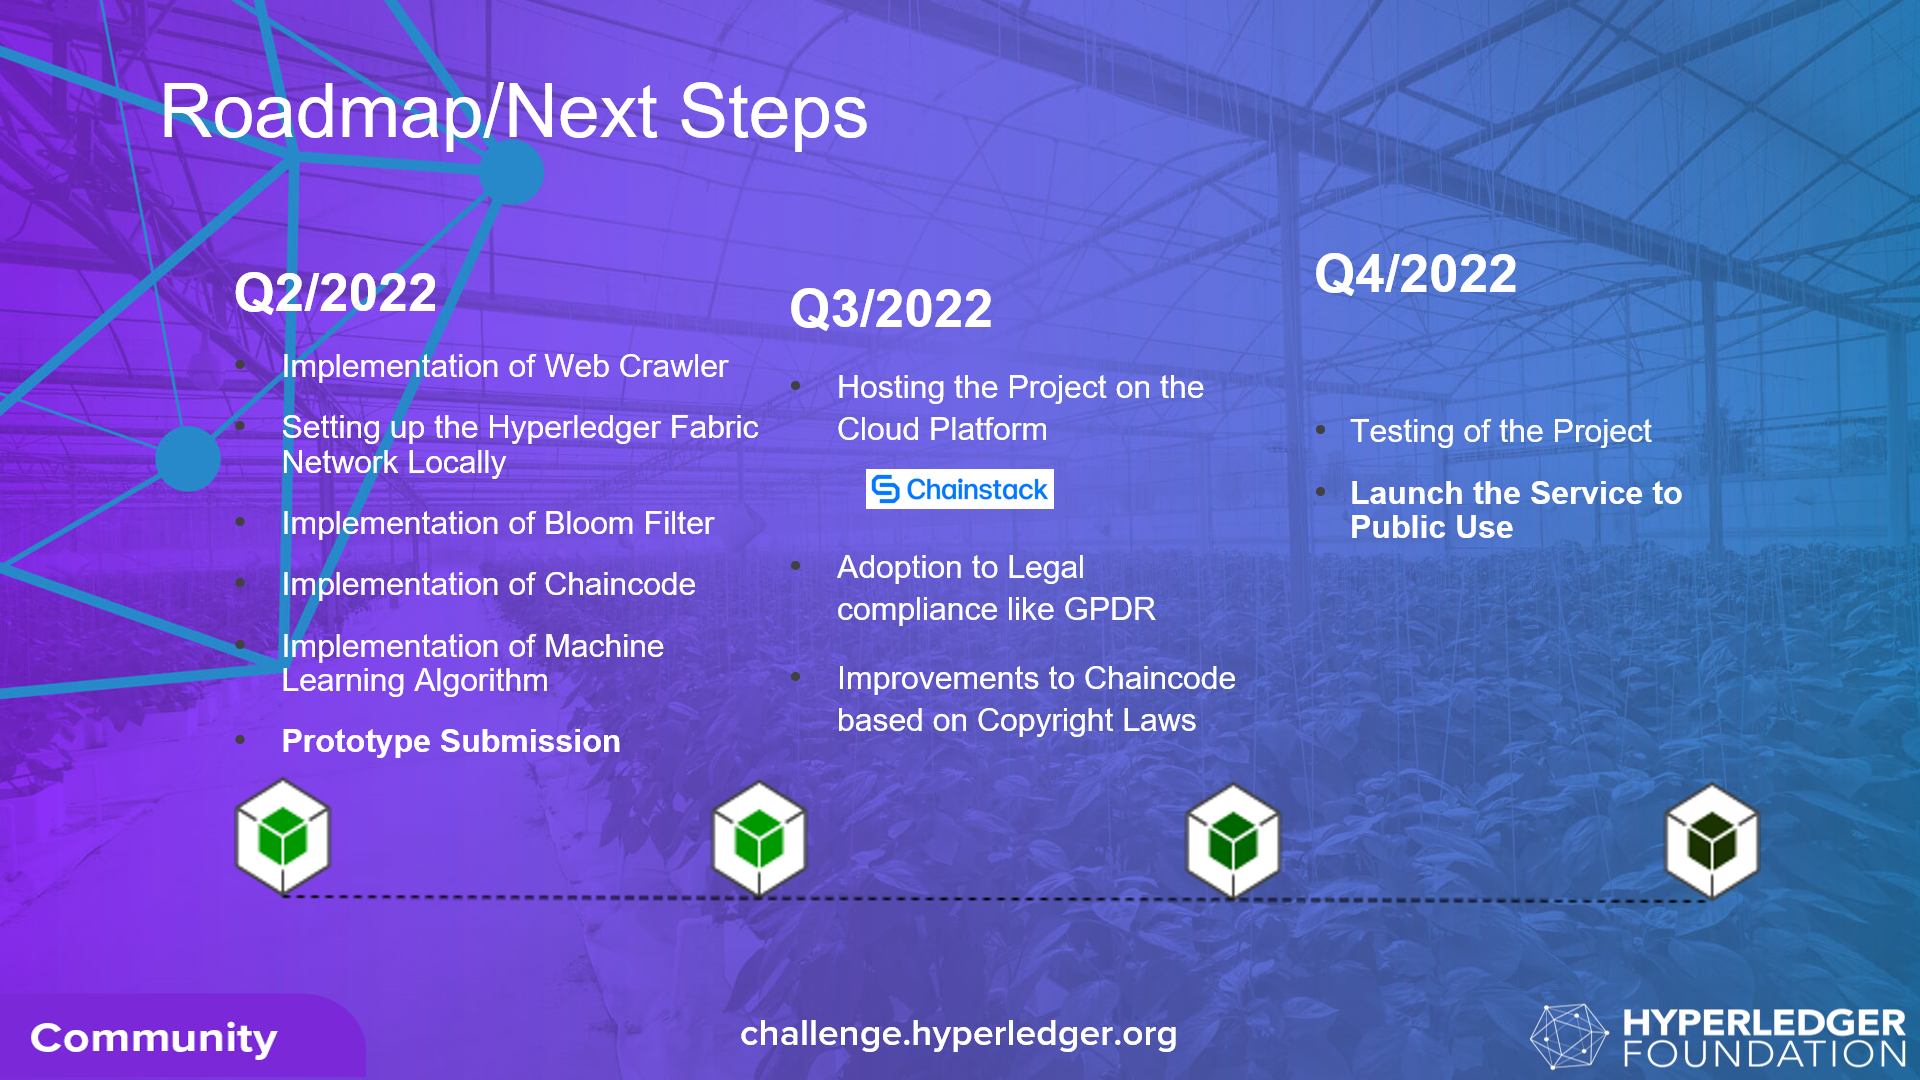 Roadmap/Next Steps
Q2/2022
• Implementation of Web Crawler
• Setting up the Hyperledger Fabric
Network Locally
• Implementation of Bloom Filter
• Implementation of Chaincode
• Implementation of Machine
Learning Algorithm
• Prototype Submission
Q3/2022
• Hosting the Project on the
Cloud Platform
Chainstack
• Adoption to Legal
compliance like GPDR
• Improvements to Chaincode
based on Copyright Laws
Q4/2022
• Testing of the Project
• Launch the Service to
Public Use
Community
challenge.hyperledger.org
HYPERLEDGER
FOUNDATION